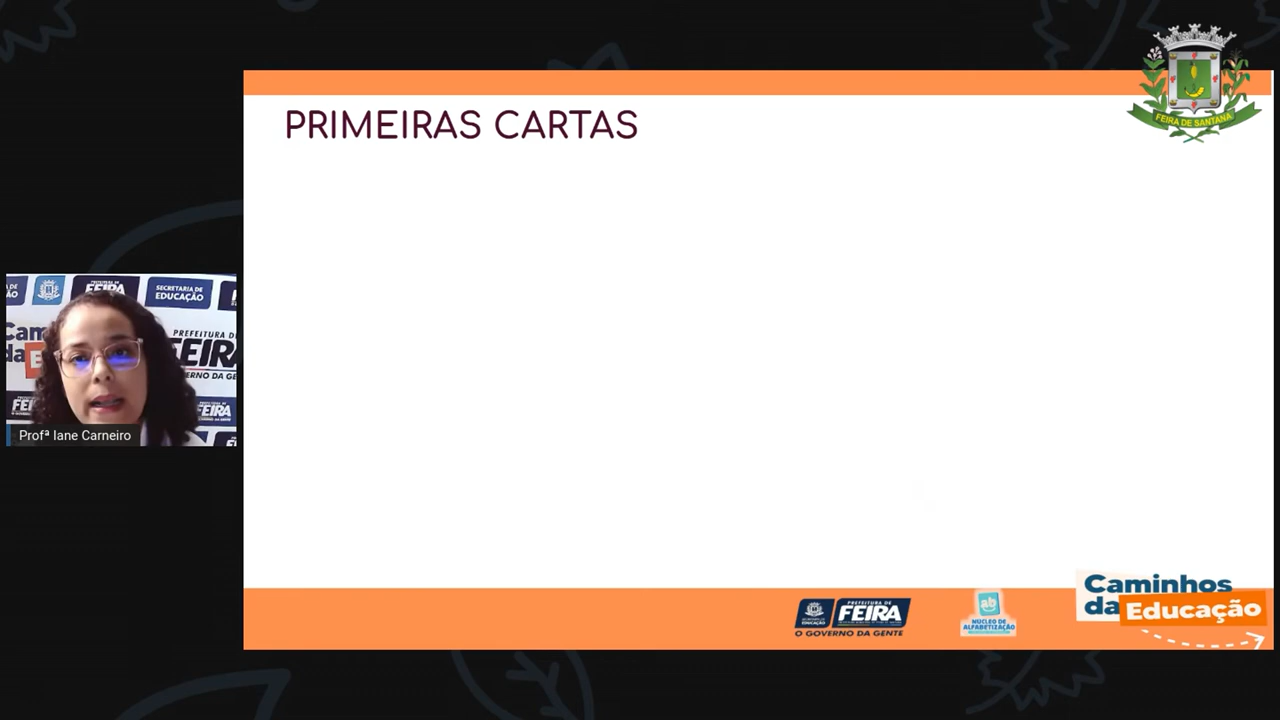 PRIMEIRAS CARTAS
FEIRA DE SANTANA
SECRETARIA DE
EDUCAÇÃO
PREFEITURA
FEIRA
Profª Iane Carneiro
PREFEITURA DE
FEIRA
O GOVERNO DA GENTE
NÚCLEO DE
ALFABETIZAÇÃO
Caminhos
da Educação